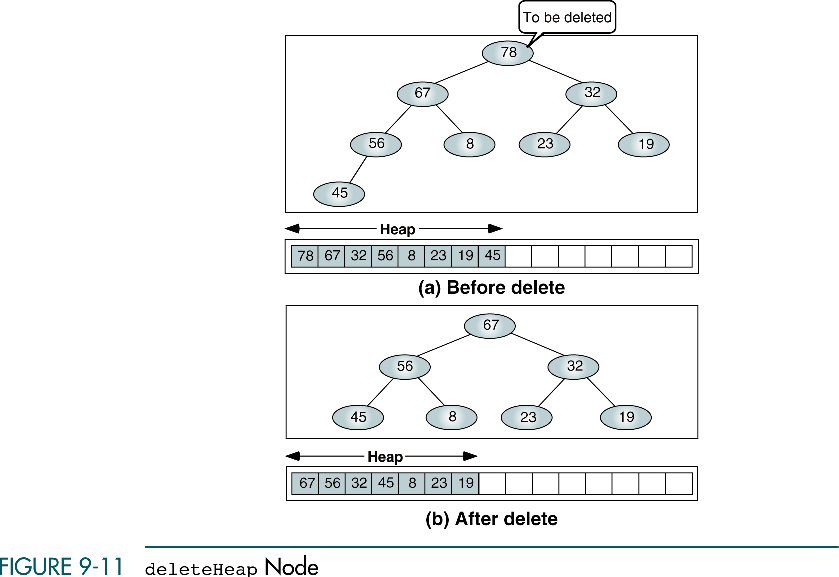 To be deleted
78
67 32
56 8 23 19
45
Heap
78 67 32 56 8 23 19 45
(a) Before delete
67
56 32
45 8 23 19
Heap
67 56 32 45 8 23 19
(b) After delete
FIGURE 9-11 deleteHeap Node